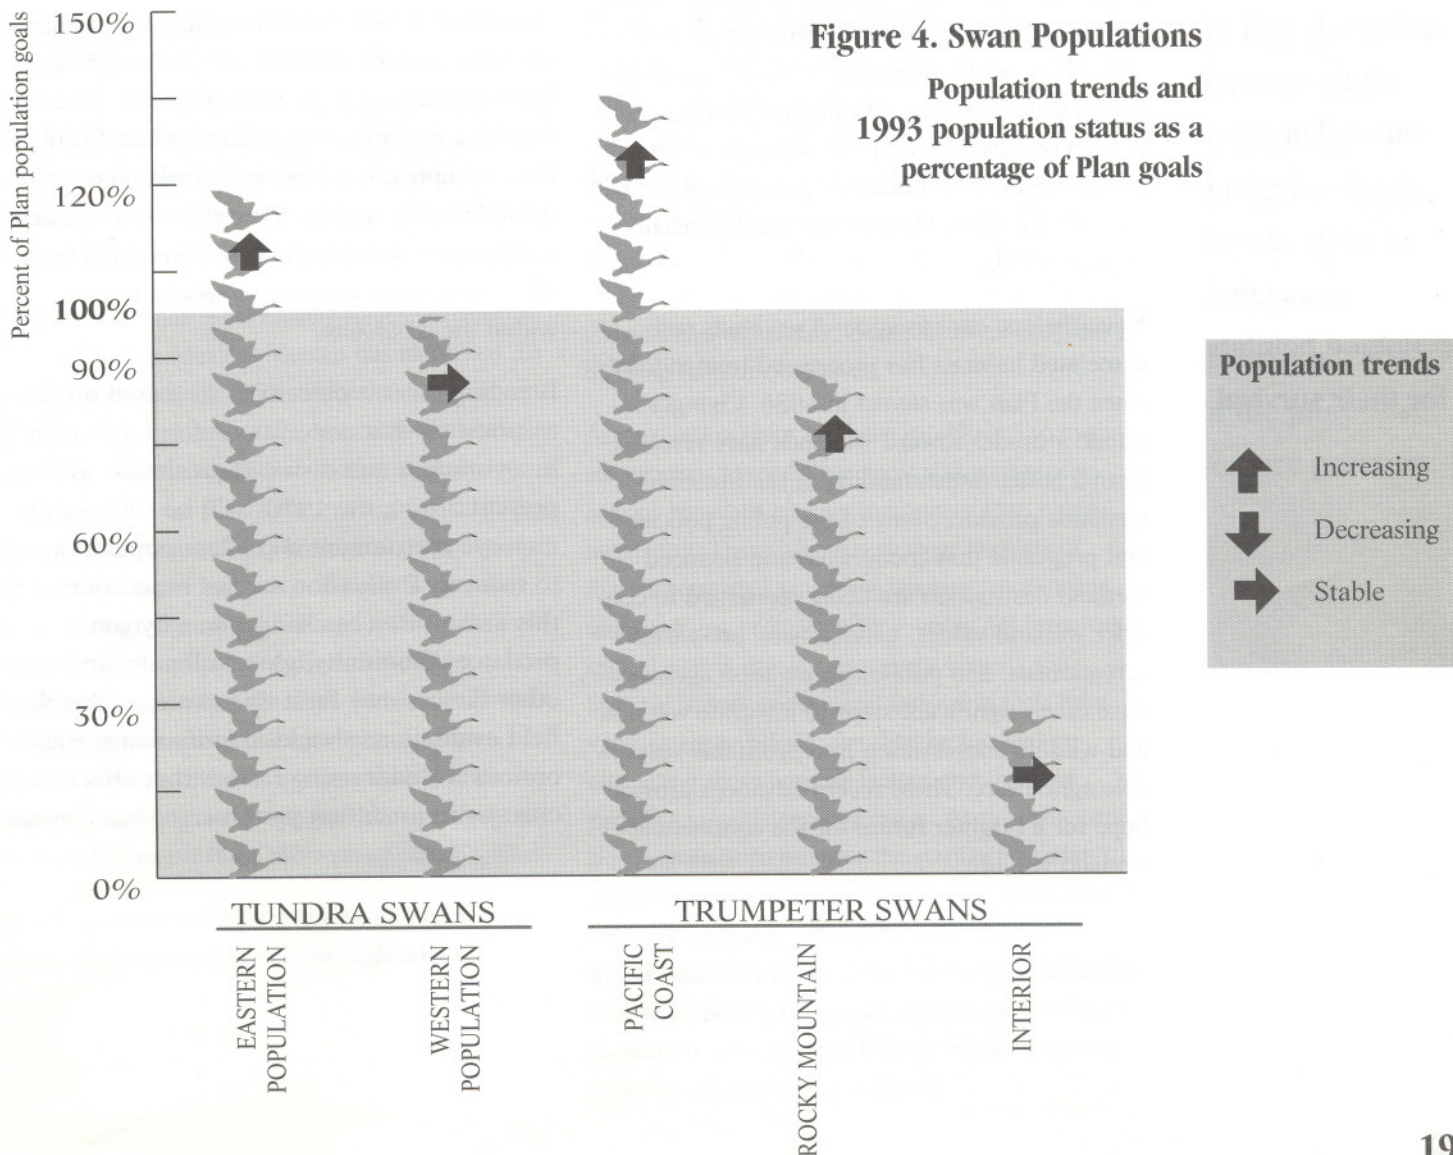 Figure 4. Swan Populations
Population trends and
1993 population status as a
percentage of Plan goals
Percent of Plan population goals
150%
120%
100%
90%
60%
30%
0%
TUNDRA SWANS
TRUMPETER SWANS
EASTERN
POPULATION
WESTERN
POPULATION
PACIFIC
COAST
ROCKY MOUNTAIN
INTERIOR
Population trends
Increasing
Decreasing
Stable
19